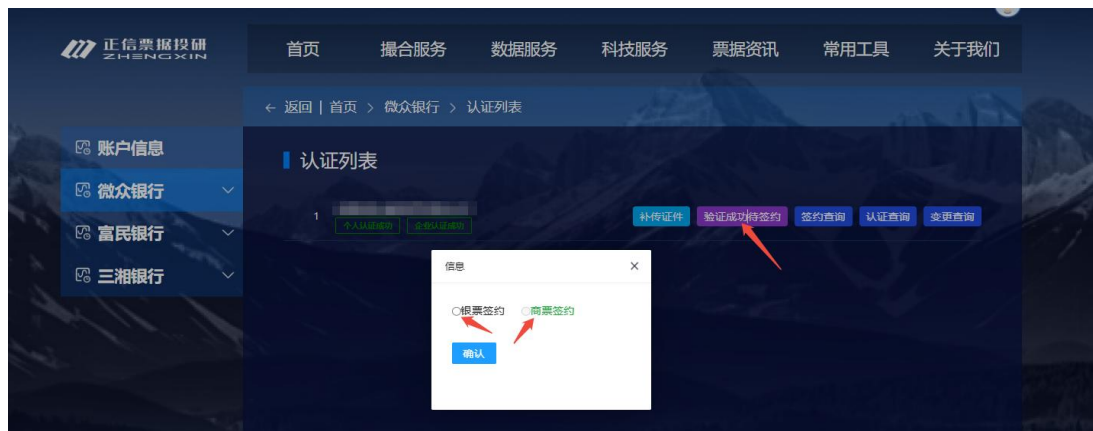 正信票据投研
ZHENGXIN
首页 撮合服务 数据服务 科技服务 票据资讯 常用工具 关于我们
← 返回 | 首页 > 微众银行 > 认证列表
账户信息
微众银行
富民银行
三湘银行
认证列表
1
个人认证成功 企业认证成功
补传证件 验证成功待签约 签约查询 认证查询 变更查询
信息 ×
银票签约 商票签约
确认